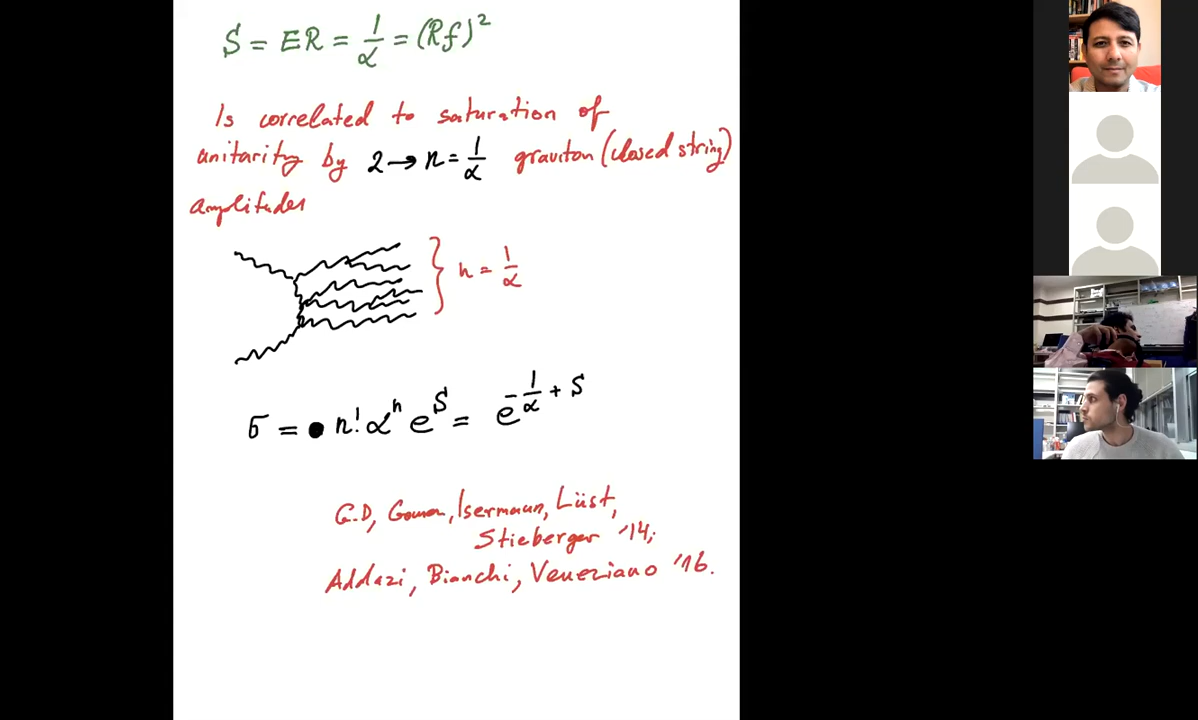 S = ER = 1/α = (Rf)²
Is correlated to saturation of
unitarity by 2 → n = 1/α graviton (closed string)
amplitudes
n = 1/α
σ = n! αⁿ e^S = e^(-1/α + S)
G.D, Gomez, Isermann, Lüst,
Stieberger '14;
Addazi, Bianchi, Veneziano '16.